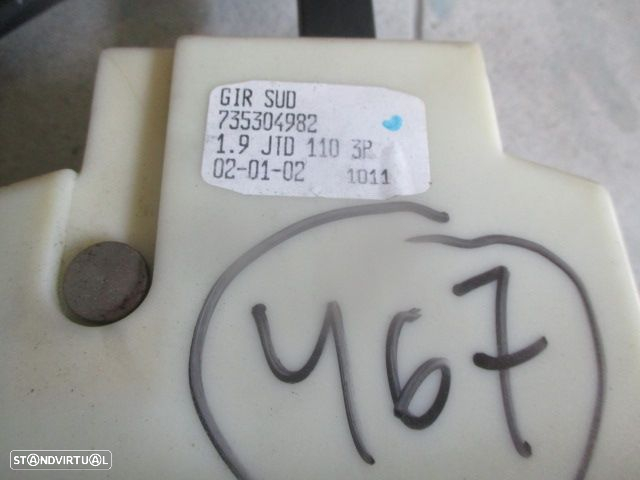 GIR SUD
735304982
1.9 JTD 110 3P
02-01-02 1011
467
STANDVIRTUAL